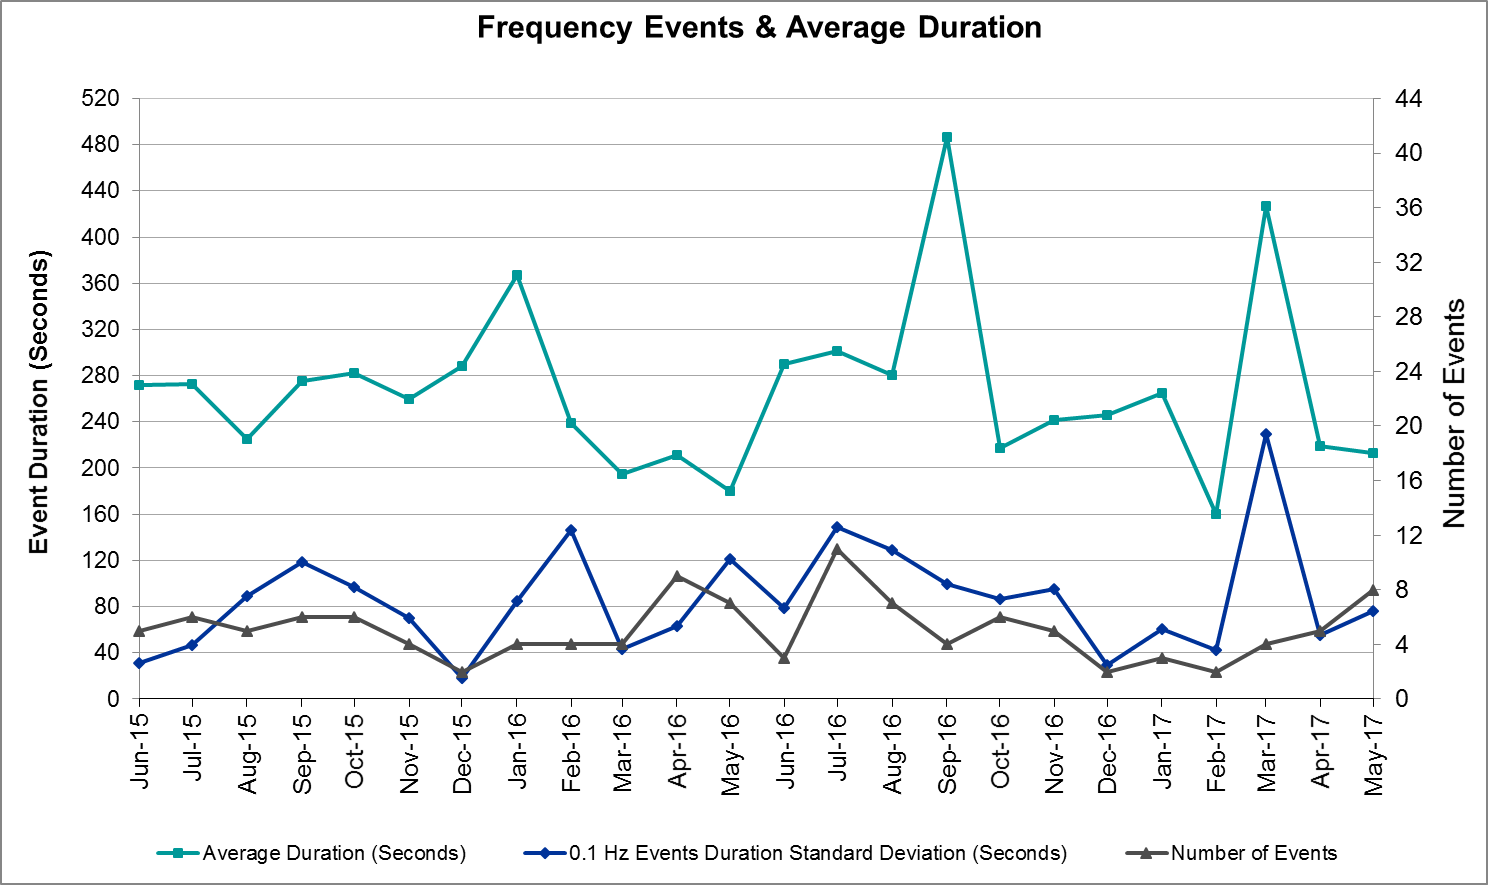 Frequency Events & Average Duration
520
480
440
400
360
320
280
240
200
160
120
80
40
0
Event Duration (Seconds)
44
40
36
32
28
24
20
16
12
8
4
0
Number of Events
Jun-15
Jul-15
Aug-15
Sep-15
Oct-15
Nov-15
Dec-15
Jan-16
Feb-16
Mar-16
Apr-16
May-16
Jun-16
Jul-16
Aug-16
Sep-16
Oct-16
Nov-16
Dec-16
Jan-17
Feb-17
Mar-17
Apr-17
May-17
Average Duration (Seconds)
0.1 Hz Events Duration Standard Deviation (Seconds)
Number of Events